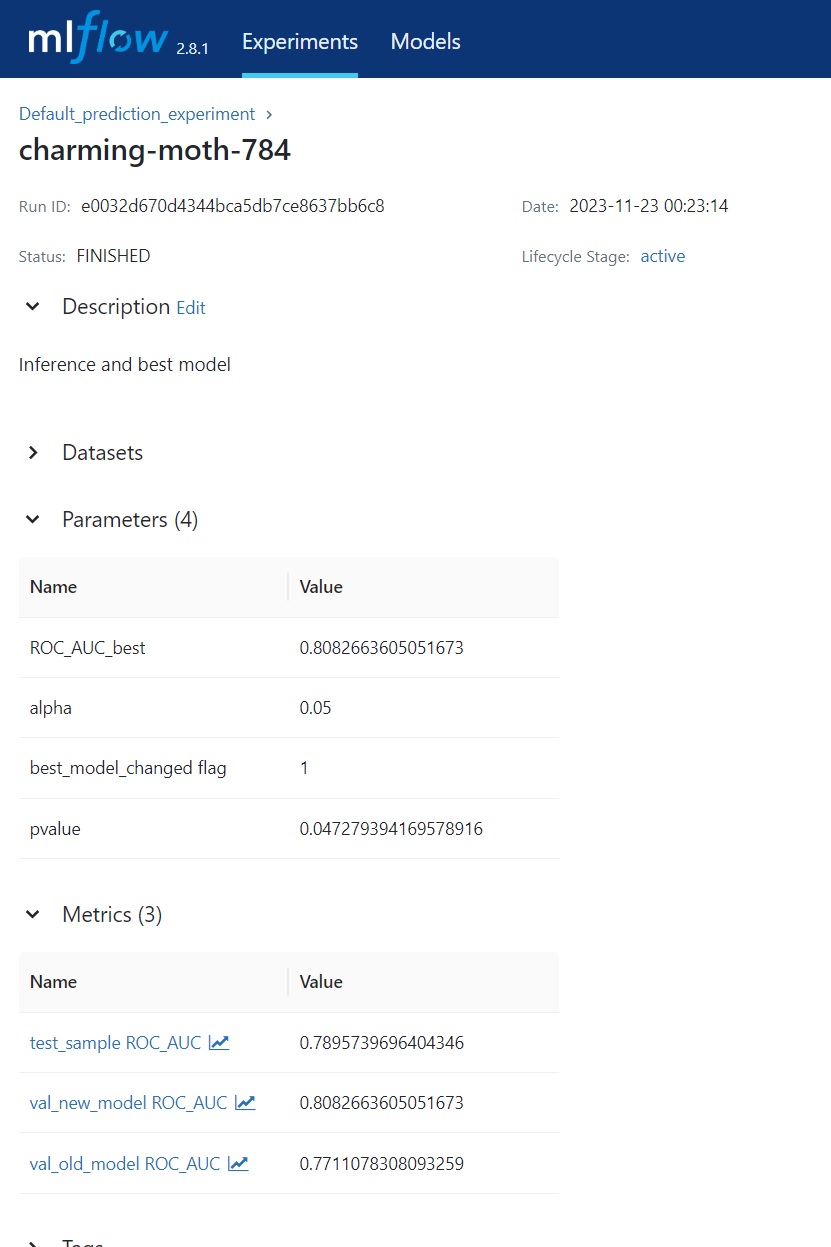 mlflow 2.8.1 Experiments Models
Default_prediction_experiment >
charming-moth-784
Run ID: e0032d670d4344bca5db7ce8637bb6c8 Date: 2023-11-23 00:23:14
Status: FINISHED Lifecycle Stage: active
Description Edit
Inference and best model
Datasets
Parameters (4)
Name Value
ROC_AUC_best 0.8082663605051673
alpha 0.05
best_model_changed flag 1
pvalue 0.047279394169578916
Metrics (3)
Name Value
test_sample ROC_AUC 0.7895739696404346
val_new_model ROC_AUC 0.8082663605051673
val_old_model ROC_AUC 0.7711078308093259
Tags